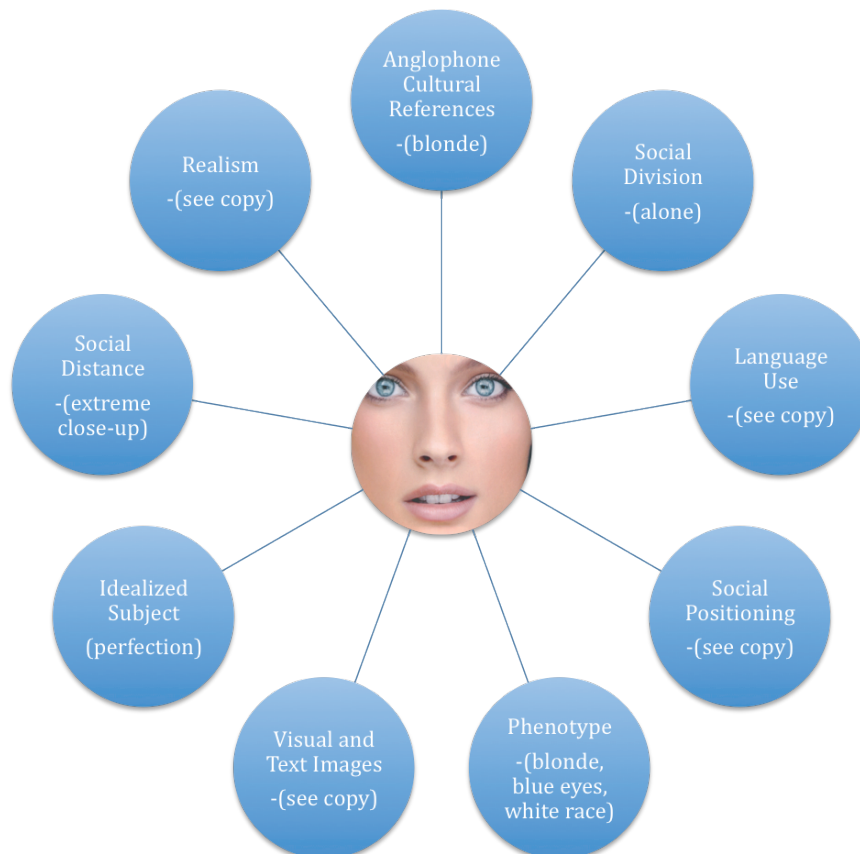 Anglophone
Cultural
References
-(blonde)
Social
Division
-(alone)
Language
Use
-(see copy)
Social
Positioning
-(see copy)
Phenotype
-(blonde,
blue eyes,
white race)
Visual and
Text Images
-(see copy)
Idealized
Subject
(perfection)
Social
Distance
-(extreme
close-up)
Realism
-(see copy)